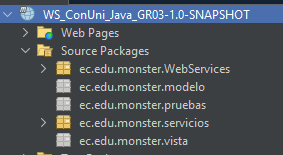 WS_ConUni_Java_GR03-1.0-SNAPSHOT
Web Pages
Source Packages
ec.edu.monster.WebServices
ec.edu.monster.modelo
ec.edu.monster.pruebas
ec.edu.monster.servicios
ec.edu.monster.vista